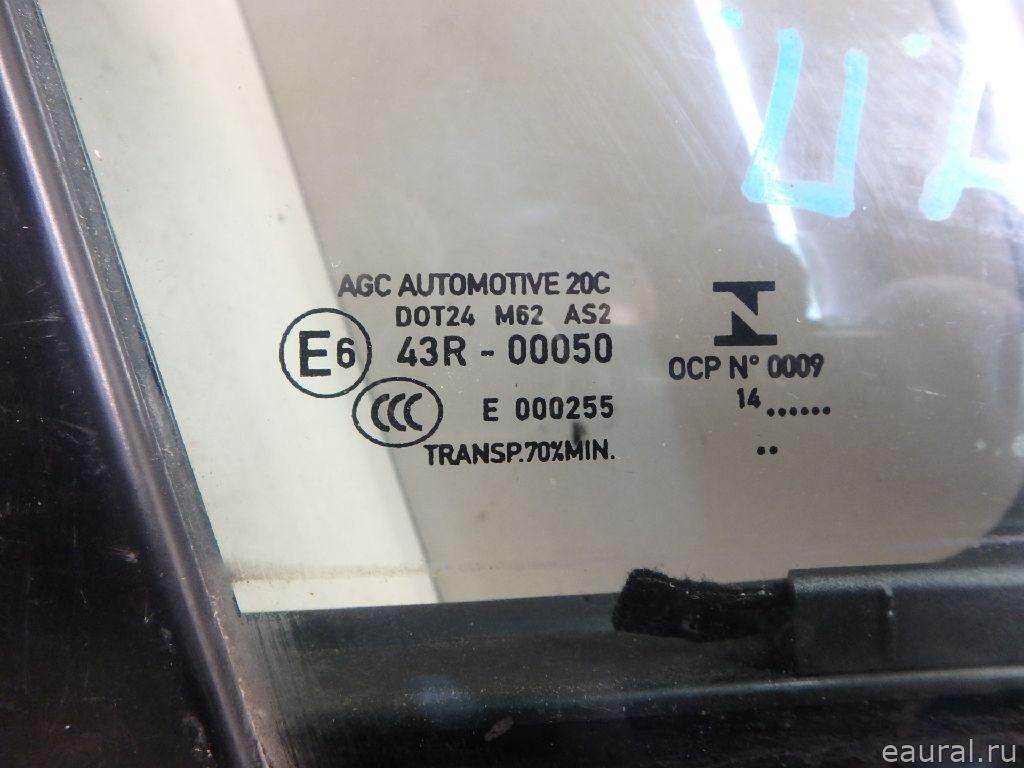 AGC AUTOMOTIVE 20C
DOT24 M62 AS2
E6 43R - 00050
CCC E 000255
TRANSP.70%MIN.
OCP N° 0009
14 ......
..
eaural.ru